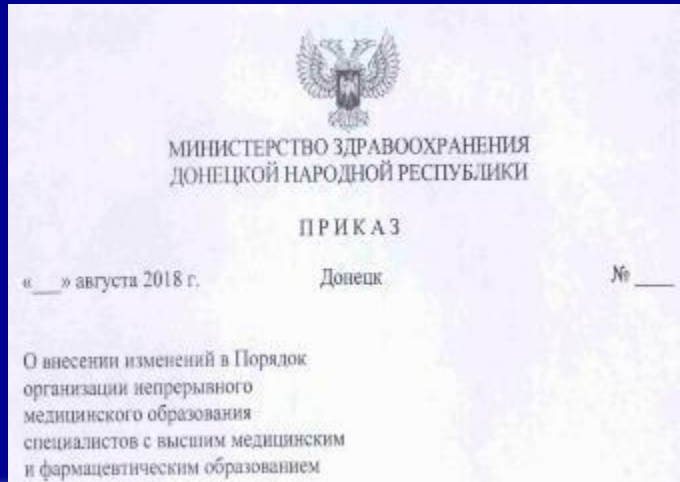 МИНИСТЕРСТВО ЗДРАВООХРАНЕНИЯ
ДОНЕЦКОЙ НАРОДНОЙ РЕСПУБЛИКИ
ПРИКАЗ
«___» августа 2018 г. Донецк № ____
О внесении изменений в Порядок
организации непрерывного
медицинского образования
специалистов с высшим медицинским
и фармацевтическим образованием